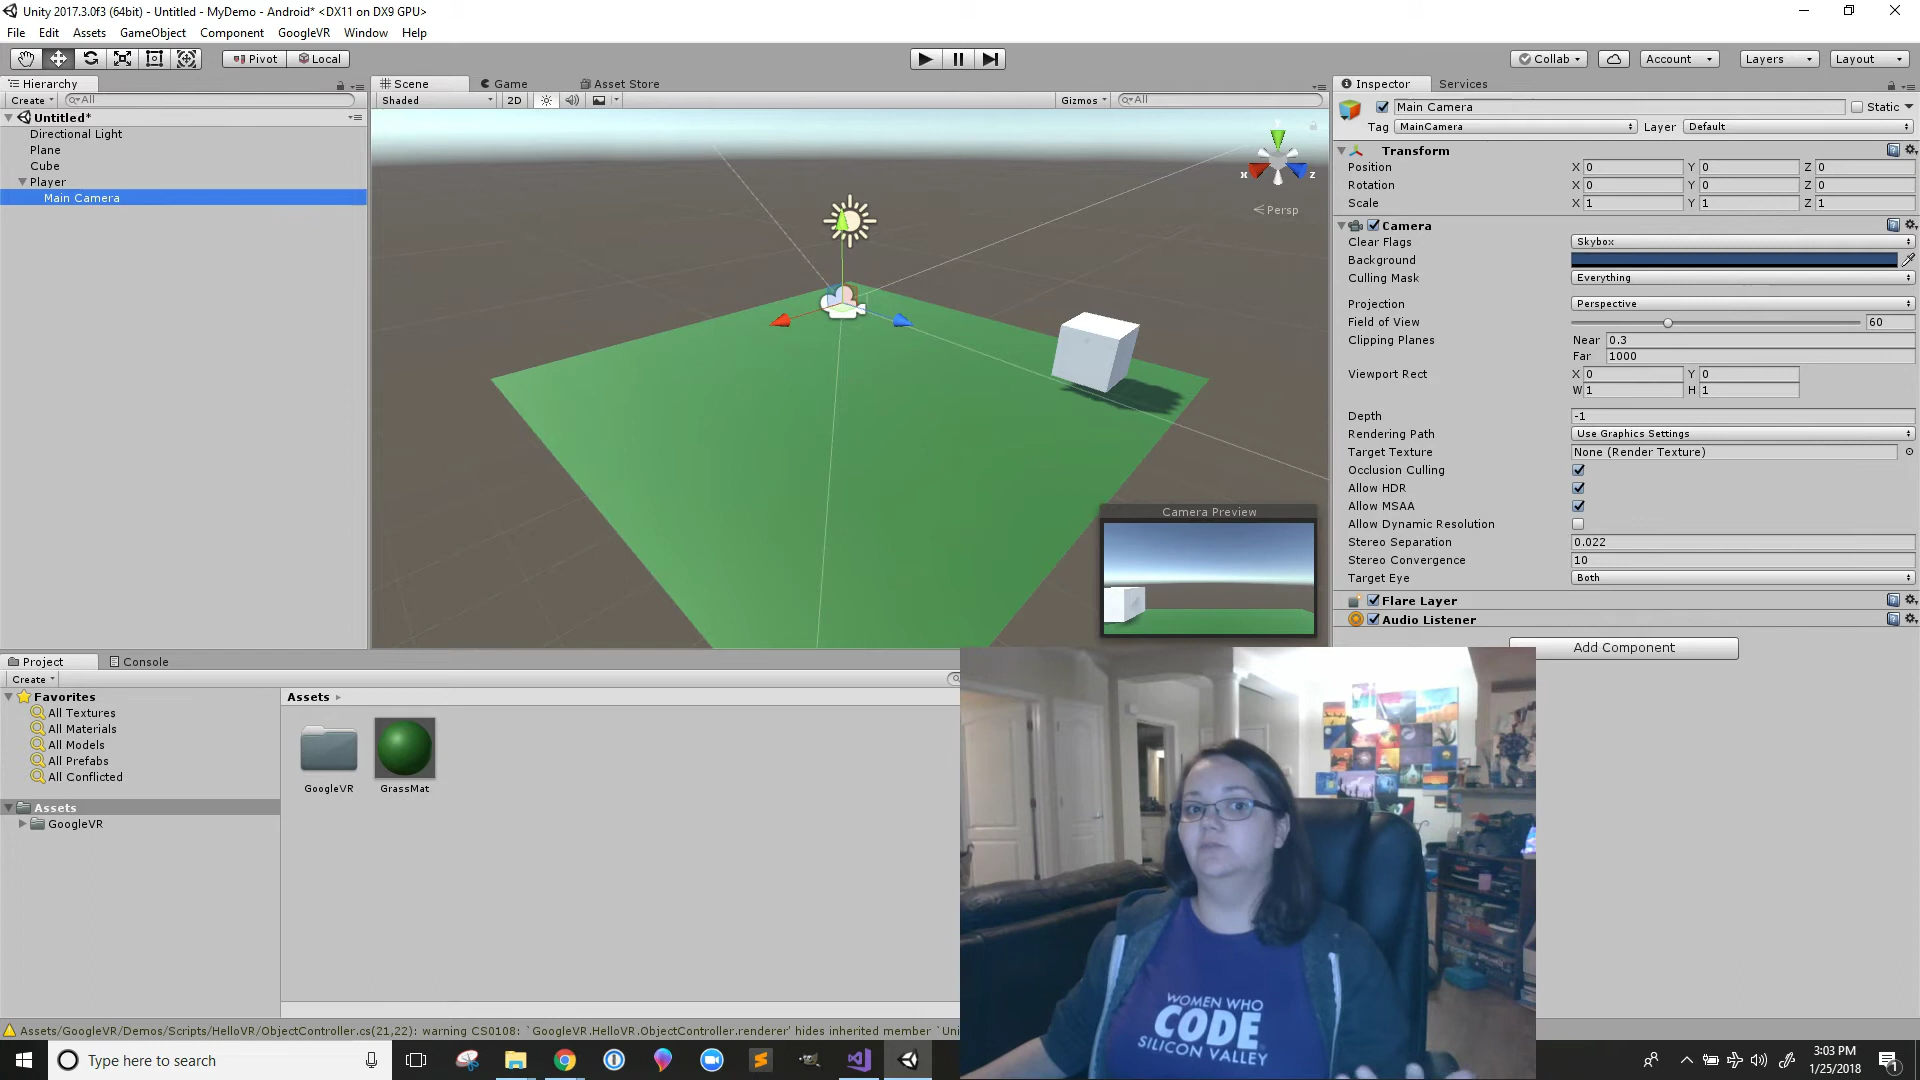 Unity 2017.3.0f3 (64bit) - Untitled - MyDemo - Android* <DX11 on DX9 GPU>
File Edit Assets GameObject Component GoogleVR Window Help
Pivot Local Collab Account Layers Layout
Hierarchy
Create All
Untitled*
Directional Light
Plane
Cube
Player
Main Camera
Scene Game Asset Store
Shaded 2D Gizmos All
x z
Persp
Camera Preview
Inspector Services
Main Camera Static
Tag MainCamera Layer Default
Transform
Position X 0 Y 0 Z 0
Rotation X 0 Y 0 Z 0
Scale X 1 Y 1 Z 1
Camera
Clear Flags Skybox
Background
Culling Mask Everything
Projection Perspective
Field of View 60
Clipping Planes Near 0.3
Far 1000
Viewport Rect X 0 Y 0
W 1 H 1
Depth -1
Rendering Path Use Graphics Settings
Target Texture None (Render Texture)
Occlusion Culling
Allow HDR
Allow MSAA
Allow Dynamic Resolution
Stereo Separation 0.022
Stereo Convergence 10
Target Eye Both
Flare Layer
Audio Listener
Add Component
Project Console
Create
Favorites
All Textures
All Materials
All Models
All Prefabs
All Conflicted
Assets
GoogleVR
Assets
GoogleVR GrassMat
WOMEN WHO
CODE
SILICON VALLEY
Assets/GoogleVR/Demos/Scripts/HelloVR/ObjectController.cs(21,22): warning CS0108: `GoogleVR.HelloVR.ObjectController.renderer' hides inherited member `Uni
Type here to search
3:03 PM
1/25/2018
1